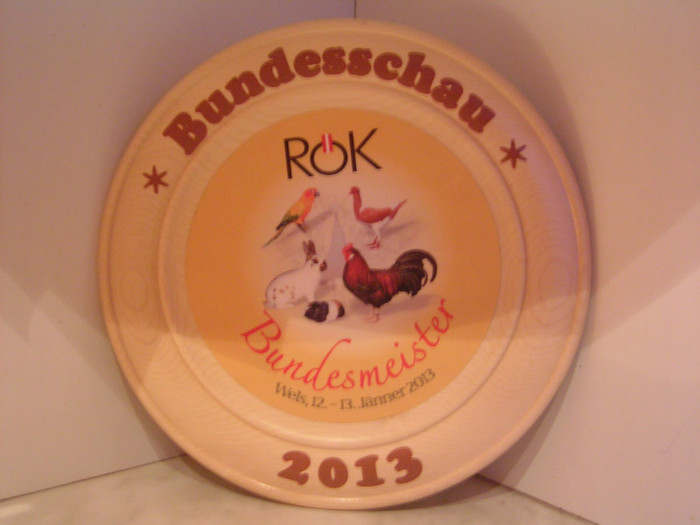 Bundesschau
RÖK
Bundesmeister
Wels, 12. - 13. Jänner 2013
2013